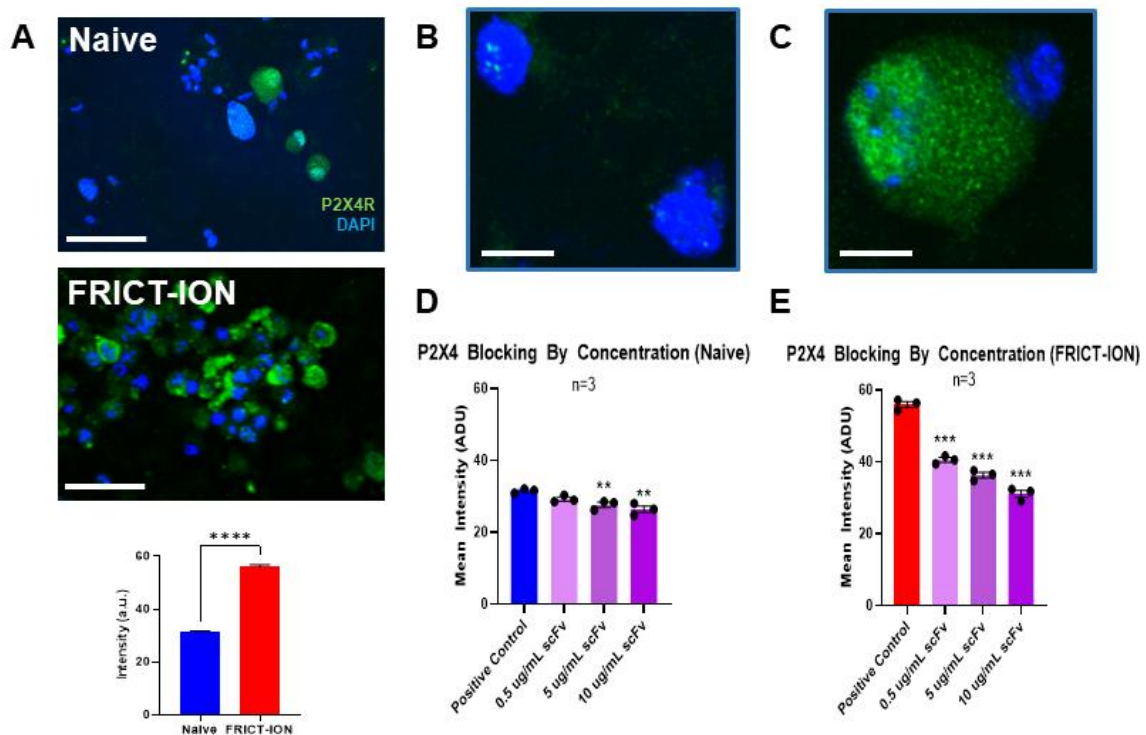 A
Naive
P2X4R
DAPI
FRICT-ION
****
60
40
20
0
Intensity (a.u.)
Naive
FRICT-ION
B
C
D
P2X4 Blocking By Concentration (Naive)
n=3
60
40
20
0
Mean Intensity (ADU)
**
**
Positive Control
0.5 ug/mL scFv
5 ug/mL scFv
10 ug/mL scFv
E
P2X4 Blocking By Concentration (FRICT-ION)
n=3
60
40
20
0
Mean Intensity (ADU)
***
***
***
Positive Control
0.5 ug/mL scFv
5 ug/mL scFv
10 ug/mL scFv